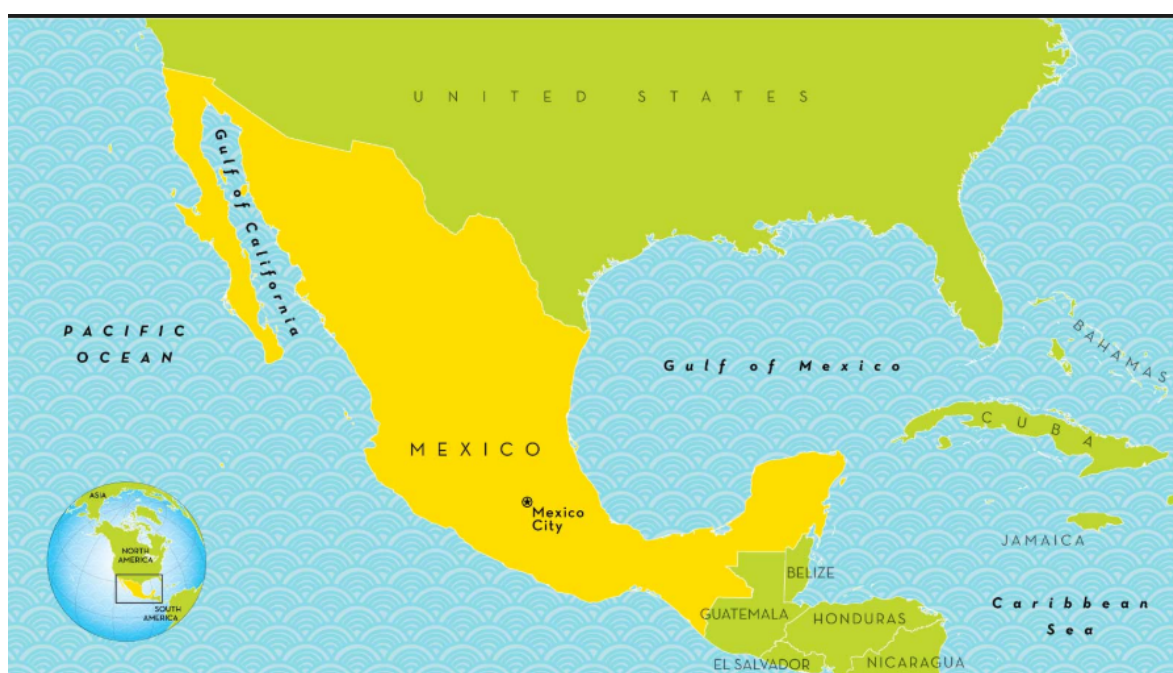 UNITED STATES
Gulf of California
PACIFIC
OCEAN
Gulf of Mexico
BAHAMAS
CUBA
MEXICO
Mexico
City
JAMAICA
BELIZE
Caribbean
Sea
GUATEMALA
HONDURAS
EL SALVADOR
NICARAGUA
ASIA
NORTH
AMERICA
SOUTH
AMERICA